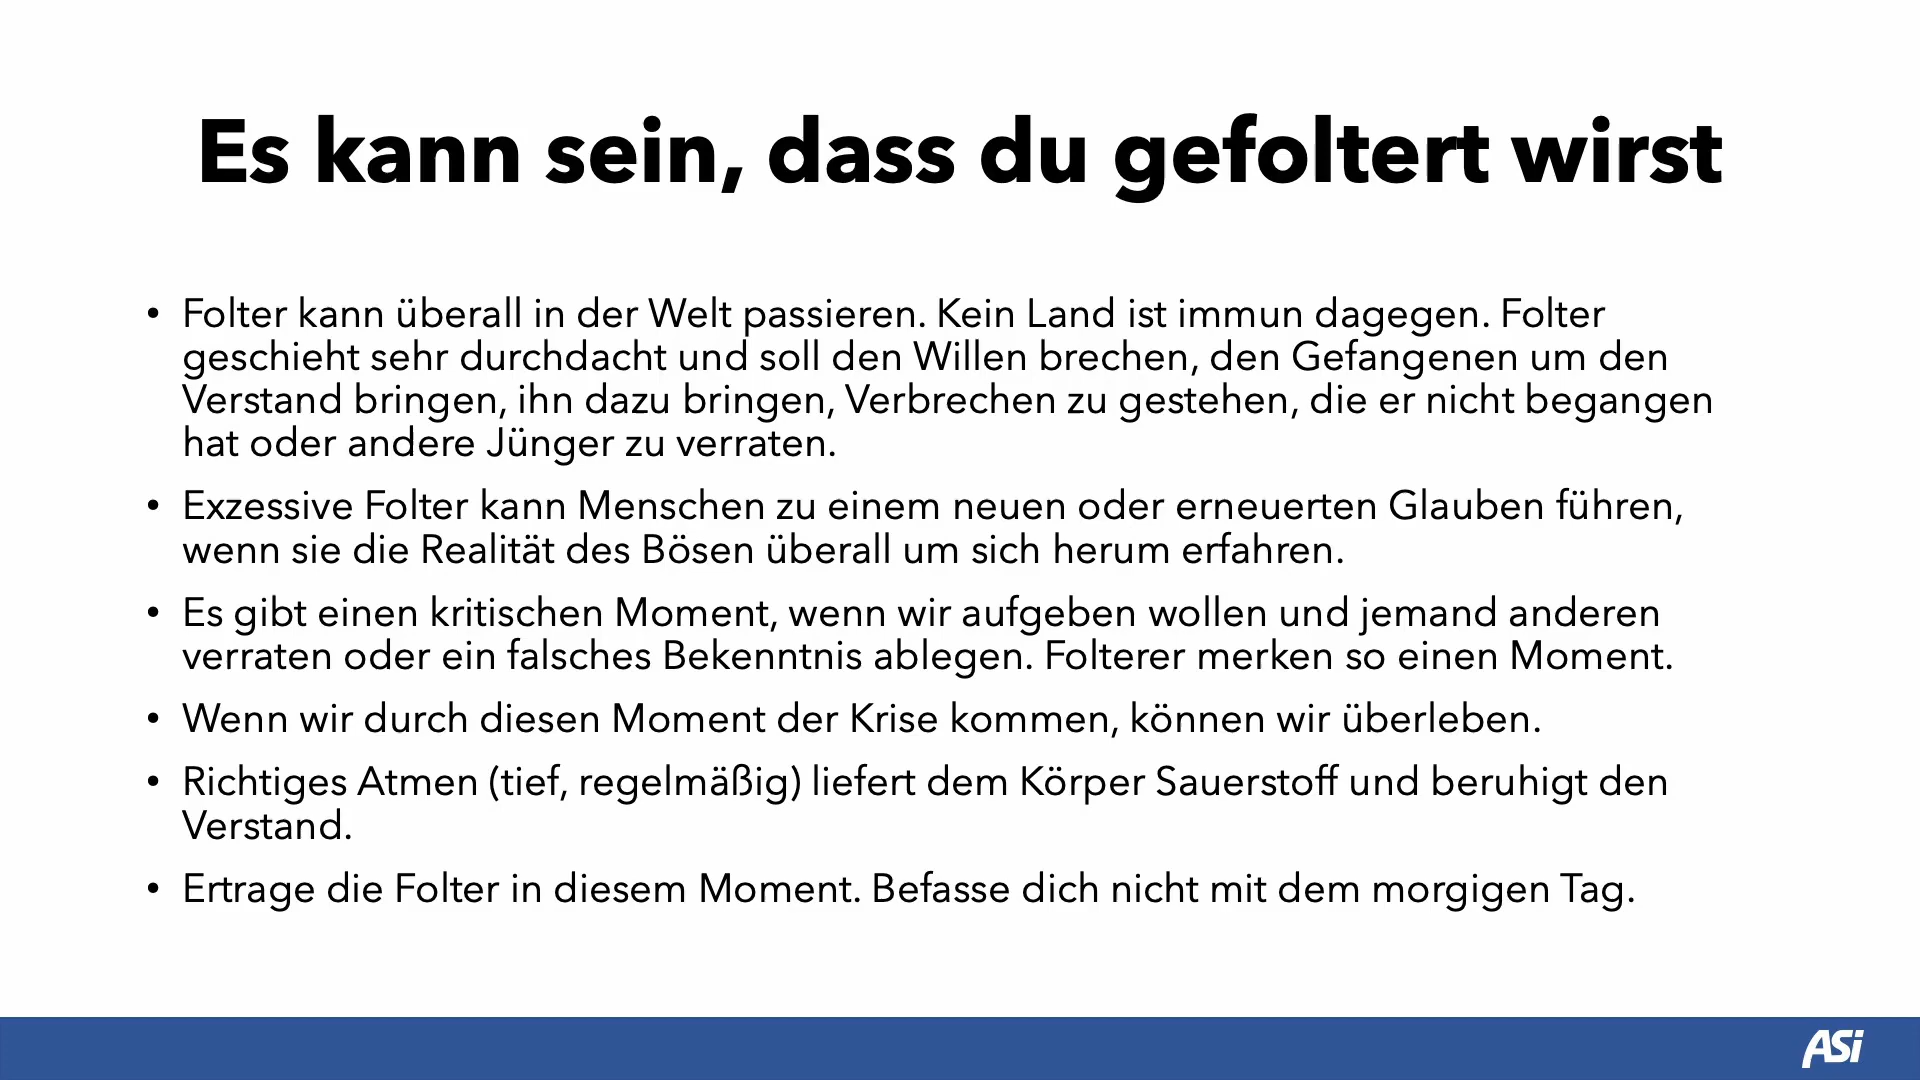 Es kann sein, dass du gefoltert wirst
• Folter kann überall in der Welt passieren. Kein Land ist immun dagegen. Folter
geschieht sehr durchdacht und soll den Willen brechen, den Gefangenen um den
Verstand bringen, ihn dazu bringen, Verbrechen zu gestehen, die er nicht begangen
hat oder andere Jünger zu verraten.
• Exzessive Folter kann Menschen zu einem neuen oder erneuerten Glauben führen,
wenn sie die Realität des Bösen überall um sich herum erfahren.
• Es gibt einen kritischen Moment, wenn wir aufgeben wollen und jemand anderen
verraten oder ein falsches Bekenntnis ablegen. Folterer merken so einen Moment.
• Wenn wir durch diesen Moment der Krise kommen, können wir überleben.
• Richtiges Atmen (tief, regelmäßig) liefert dem Körper Sauerstoff und beruhigt den
Verstand.
• Ertrage die Folter in diesem Moment. Befasse dich nicht mit dem morgigen Tag.
ASi